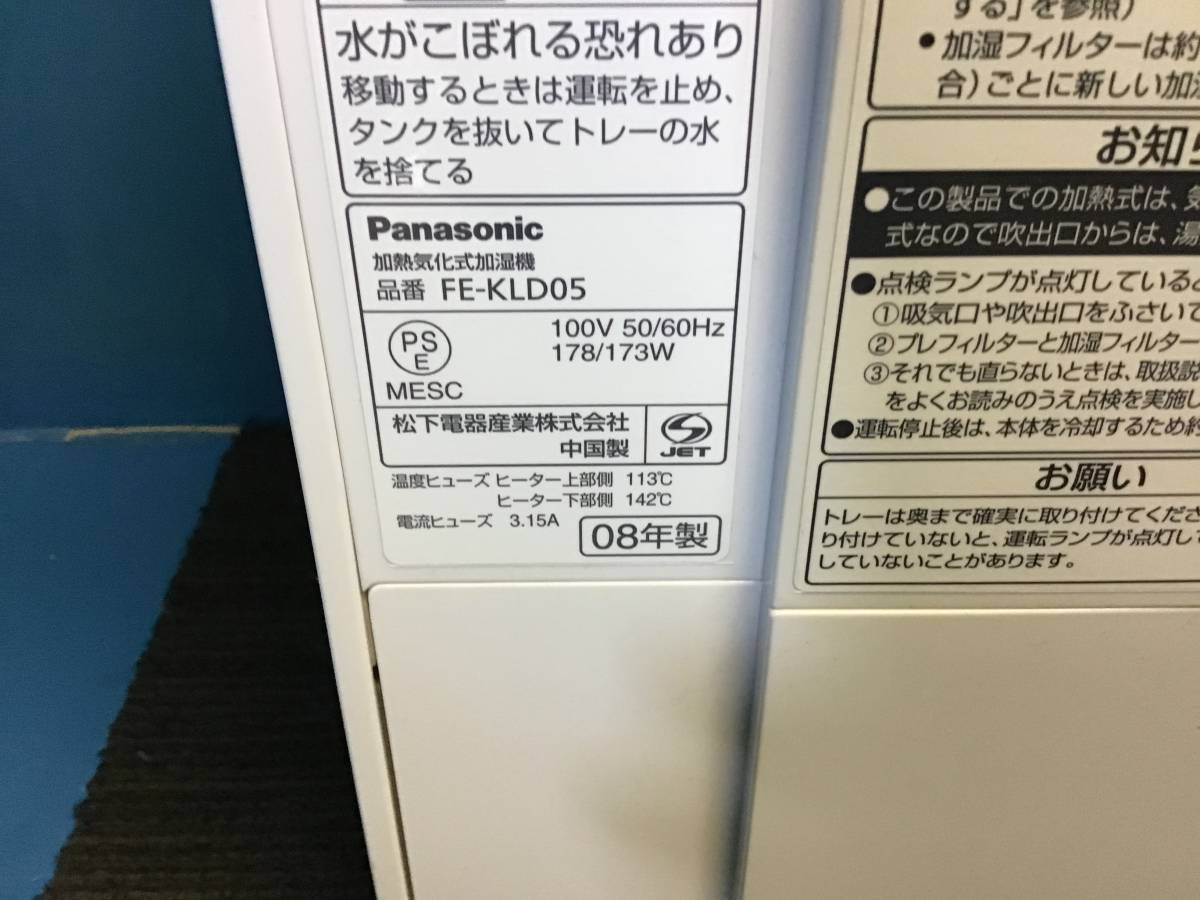 水がこぼれる恐れあり
移動するときは運転を止め、
タンクを抜いてトレーの水
を捨てる
Panasonic
加熱気化式加湿機
品番 FE-KLD05
PS
E
MESC
100V 50/60Hz
178/173W
松下電器産業株式会社
中国製
JET
温度ヒューズ ヒーター上部側 113℃
ヒーター下部側 142℃
電流ヒューズ 3.15A
08年製
する」を参照)
• 加湿フィルターは約
合)ごとに新しい加
お知ら
●この製品での加熱式は、
式なので吹出口からは、湯
●点検ランプが点灯していると
①吸気口や吹出口をふさいで
②プレフィルターと加湿フィルター
③それでも直らないときは、取扱説
をよくお読みのうえ点検を実施し
●運転停止後は、本体を冷却するため約
お願い
トレーは奥まで確実に取り付けてくださ
り付けていないと、運転ランプが点灯して
していないことがあります。